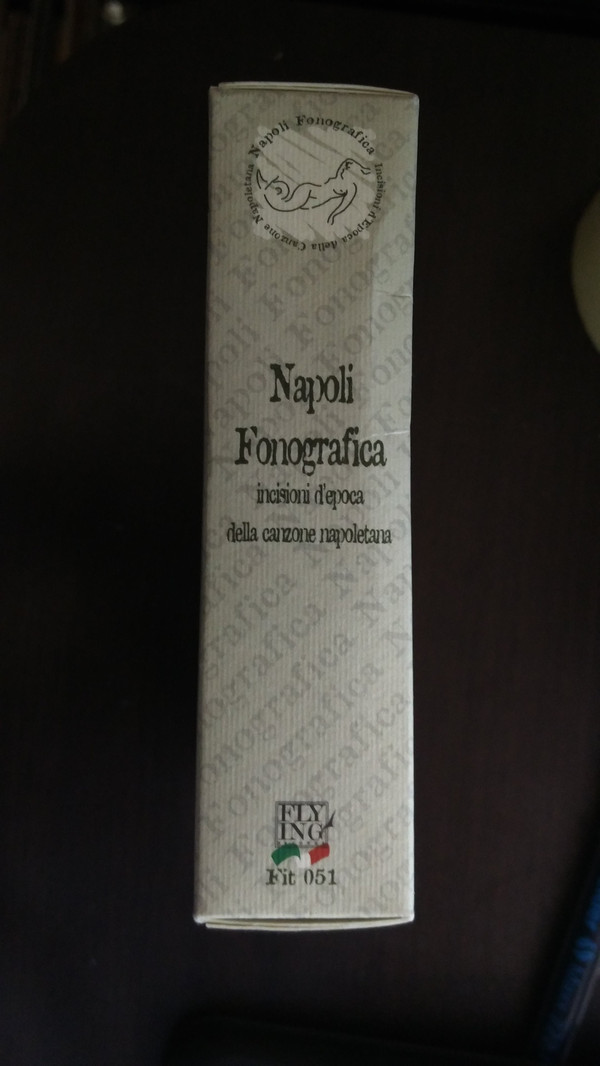 Napoli Fonografica
Incisioni d'Epoca della Canzone Napoletana
Napoli
Fonografica
incisioni d'epoca
della canzone napoletana
FLY
ING
Fit 051